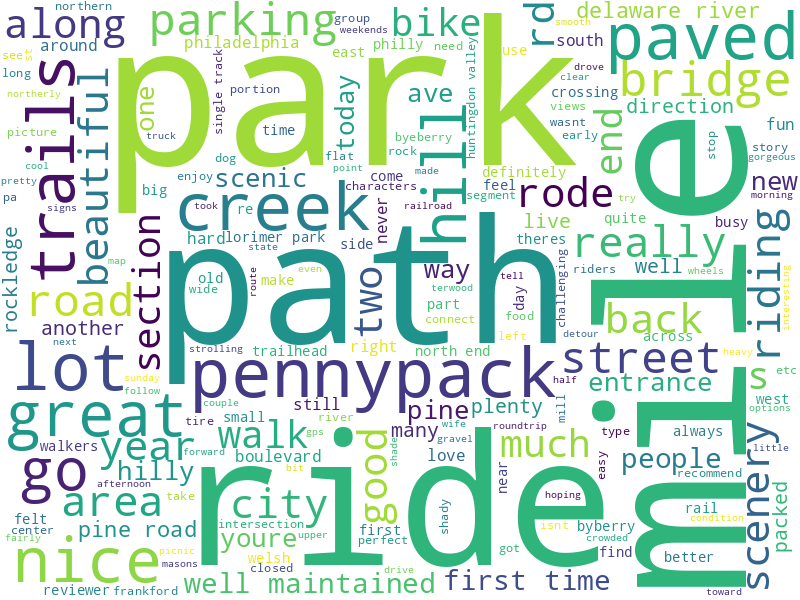 northern
along
parking
group
weekends
bike
rd
delaware river
see
st
philadelphia
around
east
philly
need
use
south
paved
long
trails
beautiful
one
park
single track
portion
today
ave
huntingdon valley
smooth
clear
drove
crossing
views
bridge
northerly
picture
truck
time
byeberry
wasnt
early
end
direction
fun
cool
dog
flat
rock
hill
stop
story
gorgeous
pretty
enjoy
point
made
definitely
e
pa
signs
big
scenic
come
characters
feel
segment
rode
try
new
morning
took
creek
railroad
never
live
quite
busy
rockledge
re
hard
lorimer park
side
theres
really
riding
section
state
way
challenging
riders
well
wheels
interesting
map
old
wide
route
make
even
path
two
tell
terwood
day
part
food
connect
back
across
heavy
road
another
next
strolling
trailhead
right
left
north end
detour
street
lot
sunday
follow
pennypack
half
entrance
s
etc
west
options
great
tire
couple
small
river
still
pine
plenty
wife
mill
roundtrip
mile
scenery
go
year
walk
gps
good
shade
many
gravel
much
type
always
little
walkers
hilly
forward
boulevard
bit
love
near
easy
people
recommend
afternoon
area
take
city
ride
shady
hoping
rail
condition
packed
felt
center
pine road
intersection
upper
first
perfect
isnt
byberry
crowded
youre
find
better
nice
fairly
picnic
masons
welsh
closed
drive
got
reviewer
frankford
well maintained
first time
toward